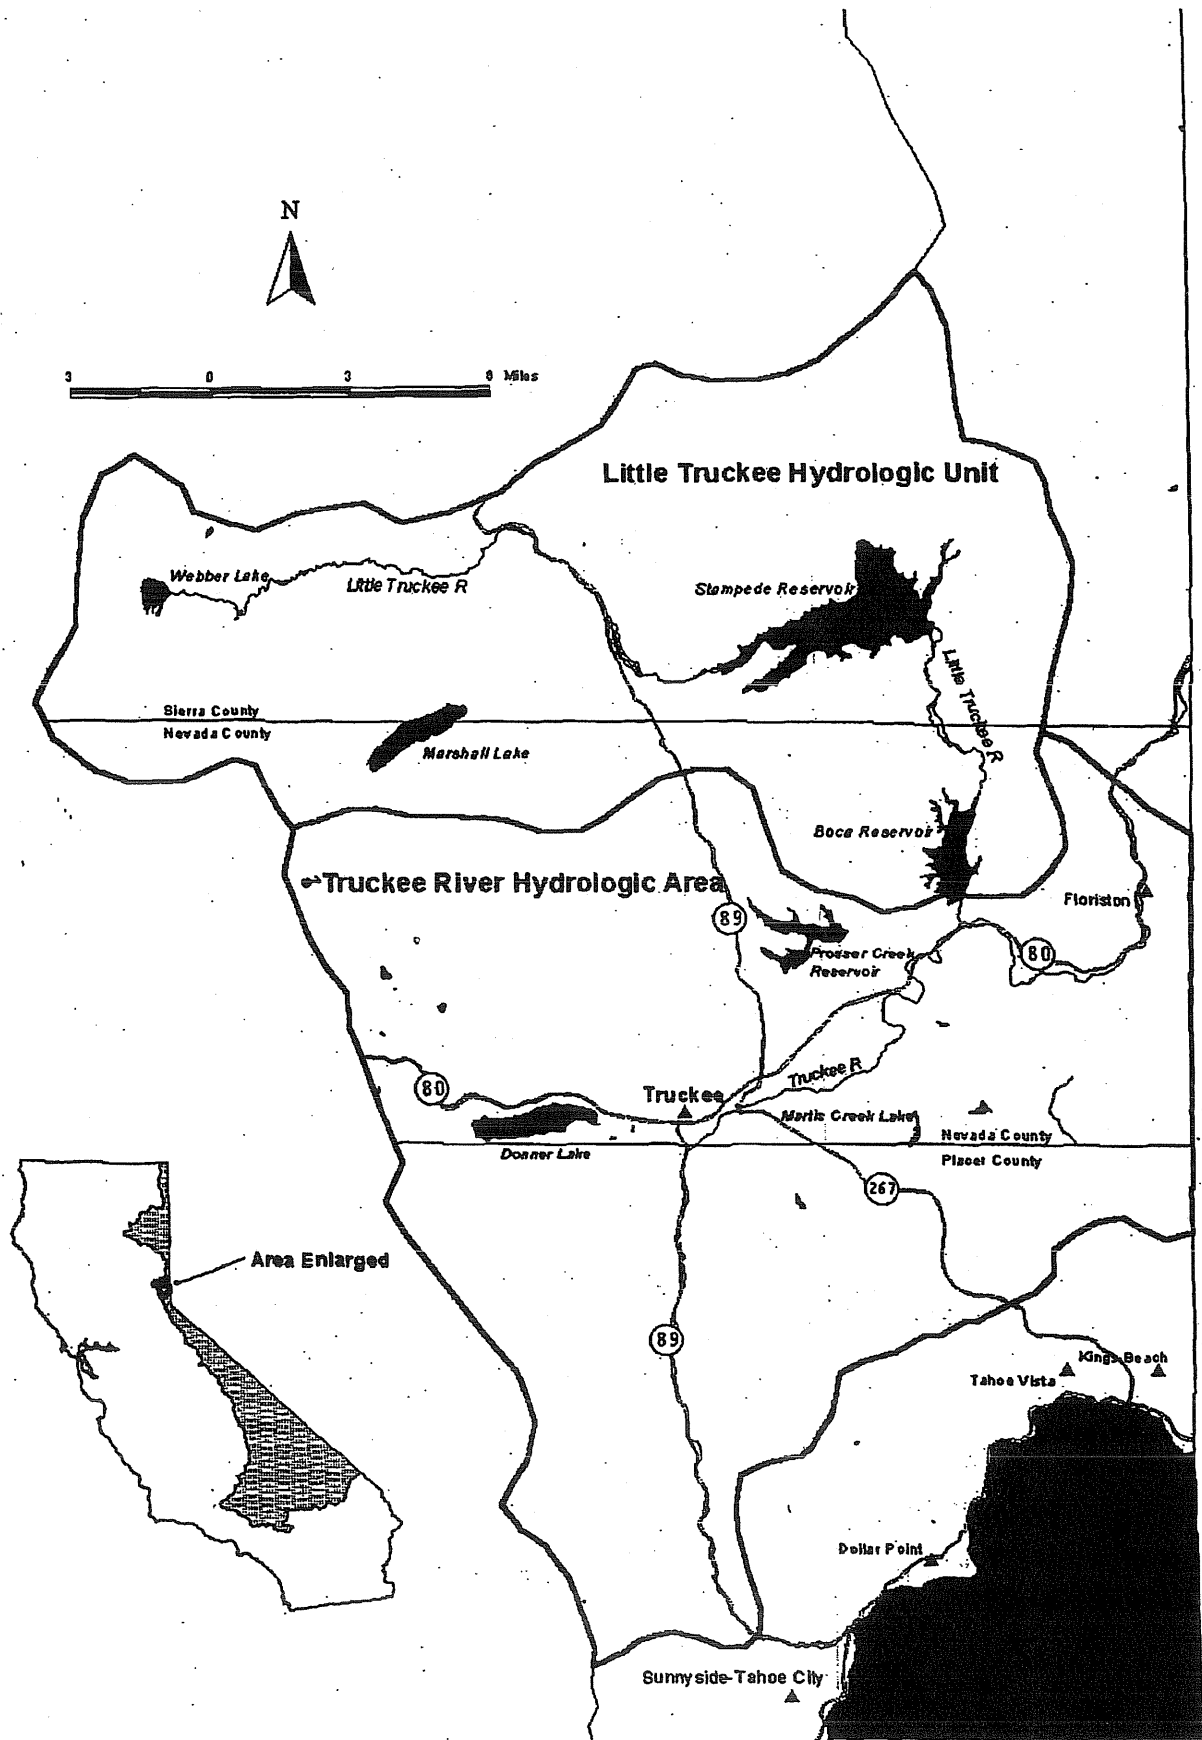 N
3 0 3 6 Miles
Little Truckee Hydrologic Unit
Webber Lake
Little Truckee R
Stampede Reservoir
Little Truckee R
Sierra County
Nevada County
Marshall Lake
Boca Reservoir
Truckee River Hydrologic Area
Floriston
89
80
Prosser Creek
Reservoir
80
Truckee R
Truckee
Martis Creek Lake
Nevada County
Placer County
Donner Lake
267
Area Enlarged
89
Kings Beach
Tahoe Vista
Dollar Point
Sunnyside-Tahoe City